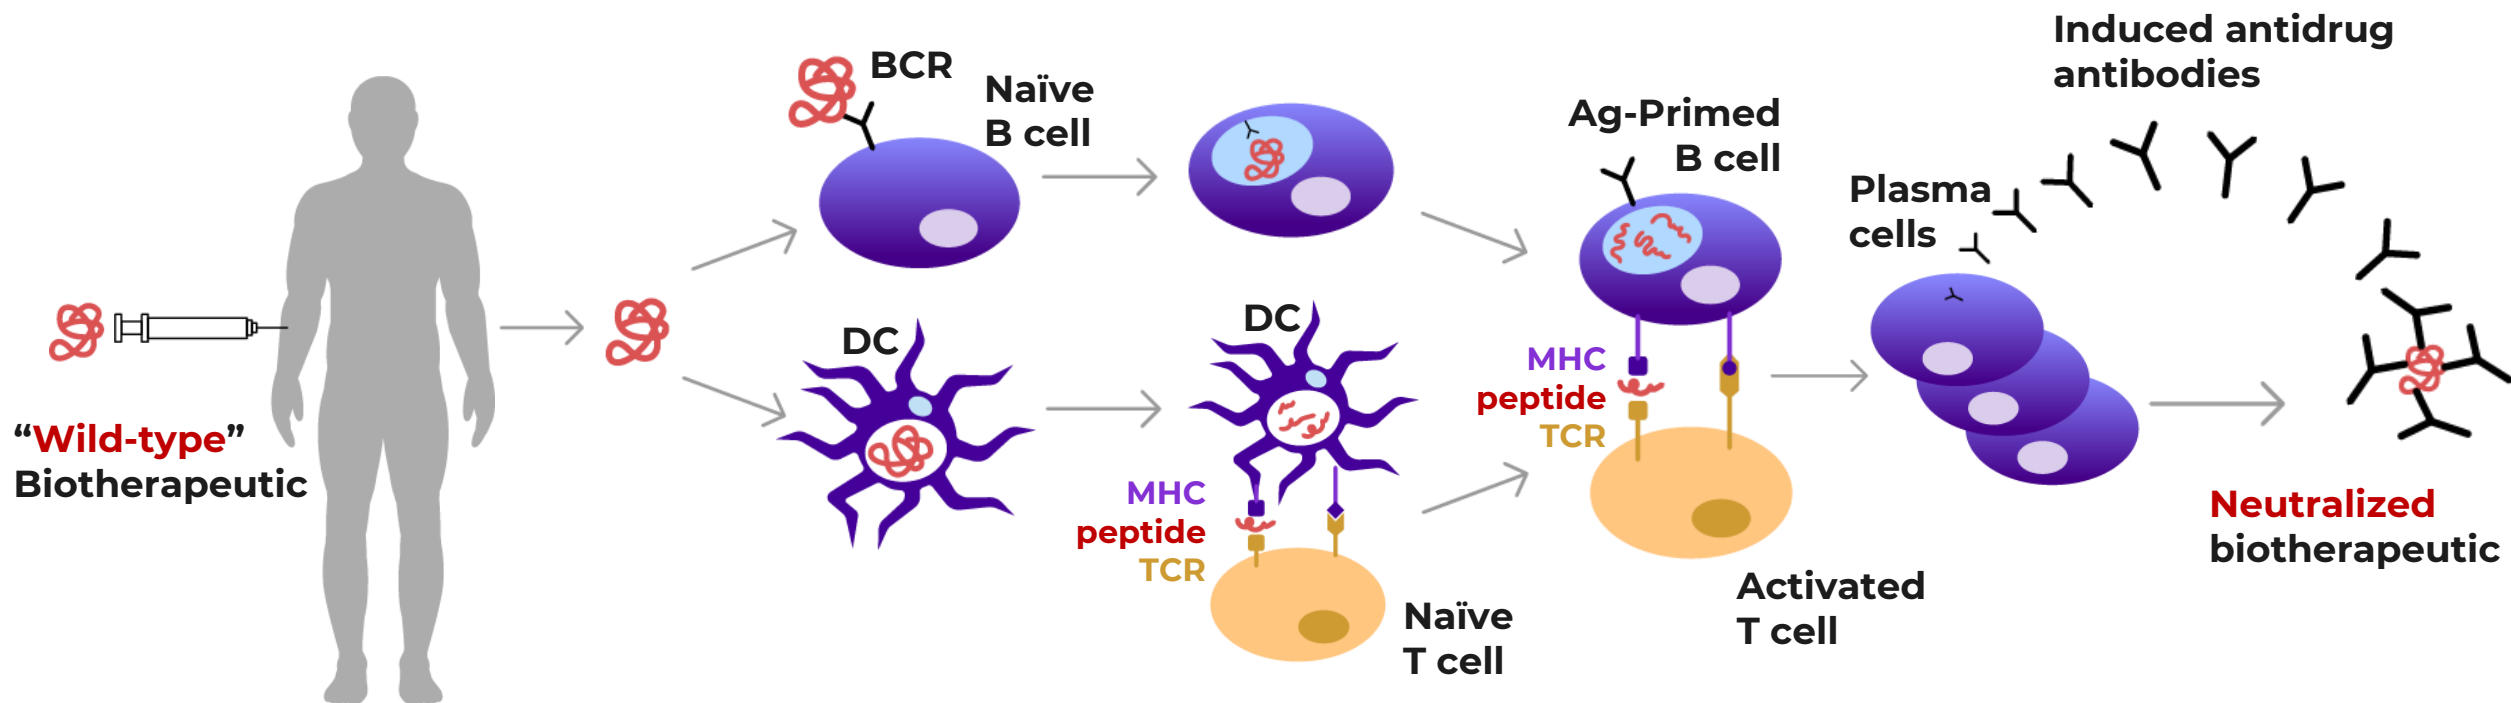 “Wild-type”
Biotherapeutic
BCR
Naïve
B cell
DC
DC
MHC
peptide
TCR
Naïve
T cell
Ag-Primed
B cell
MHC
peptide
TCR
Activated
T cell
Plasma
cells
Induced antidrug
antibodies
Neutralized
biotherapeutic